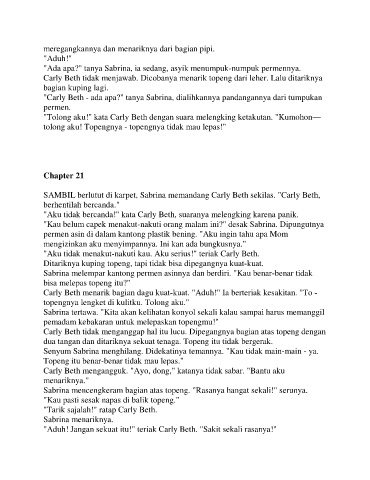 meregangkannya dan menariknya dari bagian pipi.
"Aduh!"
"Ada apa?" tanya Sabrina, ia sedang, asyik menumpuk-numpuk permennya.
Carly Beth tidak menjawab. Dicobanya menarik topeng dari leher. Lalu ditariknya
bagian kuping lagi.
"Carly Beth - ada apa?" tanya Sabrina, dialihkannya pandangannya dari tumpukan
permen.
"Tolong aku!" kata Carly Beth dengan suara melengking ketakutan. "Kumohon—
tolong aku! Topengnya - topengnya tidak mau lepas!"
Chapter 21
SAMBIL berlutut di karpet, Sabrina memandang Carly Beth sekilas. "Carly Beth,
berhentilah bercanda."
"Aku tidak bercanda!" kata Carly Beth, suaranya melengking karena panik.
"Kau belum capek menakut-nakuti orang malam ini?" desak Sabrina. Dipungutnya
permen asin di dalam kantong plastik bening. "Aku ingin tahu apa Mom
mengizinkan aku menyimpannya. Ini kan ada bungkusnya."
"Aku tidak menakut-nakuti kau. Aku serius!" teriak Carly Beth.
Ditariknya kuping topeng, tapi tidak bisa dipegangnya kuat-kuat.
Sabrina melempar kantong permen asinnya dan berdiri. "Kau benar-benar tidak
bisa melepas topeng itu?"
Carly Beth menarik bagian dagu kuat-kuat. "Aduh!" Ia berteriak kesakitan. "To -
topengnya lengket di kulitku. Tolong aku."
Sabrina tertawa. "Kita akan kelihatan konyol sekali kalau sampai harus memanggil
pemadam kebakaran untuk melepaskan topengmu!"
Carly Beth tidak menganggap hal itu lucu. Dipegangnya bagian atas topeng dengan
dua tangan dan ditariknya sekuat tenaga. Topeng itu tidak bergerak.
Senyum Sabrina menghilang. Didekatinya temannya. "Kau tidak main-main - ya.
Topeng itu benar-benar tidak mau lepas."
Carly Beth mengangguk. "Ayo, dong," katanya tidak sabar. "Bantu aku
menariknya."
Sabrina mencengkeram bagian atas topeng. "Rasanya hangat sekali!" serunya.
"Kau pasti sesak napas di balik topeng."
"Tarik sajalah!" ratap Carly Beth.
Sabrina menariknya.
"Aduh! Jangan sekuat itu!" teriak Carly Beth. "Sakit sekali rasanya!"